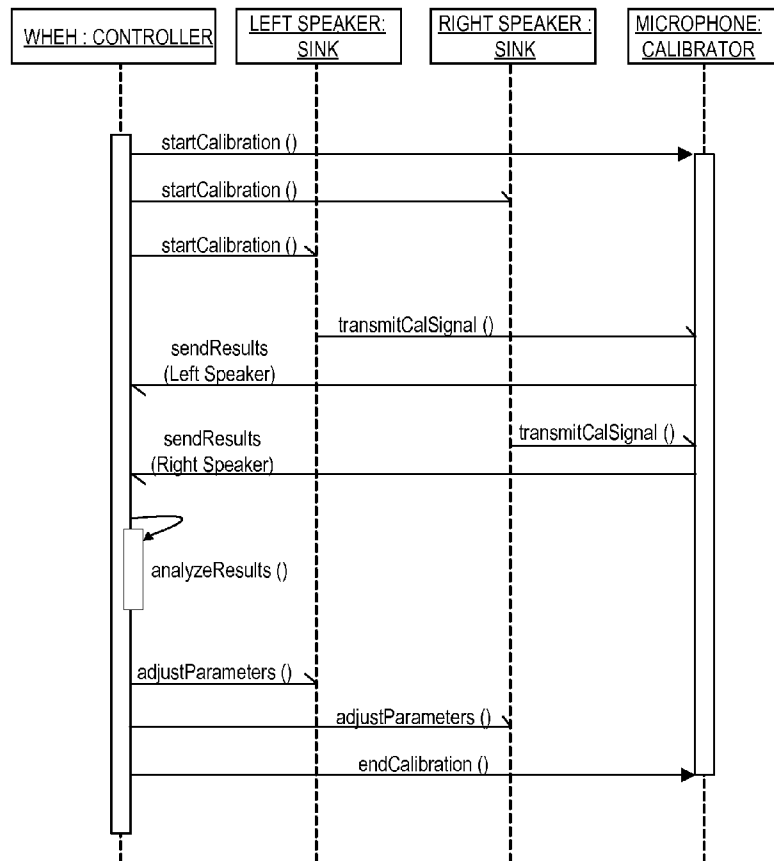 WHEH : CONTROLLER
LEFT SPEAKER:
SINK
RIGHT SPEAKER :
SINK
MICROPHONE:
CALIBRATOR
startCalibration ()
startCalibration ()
startCalibration ()
transmitCalSignal ()
sendResults
(Left Speaker)
transmitCalSignal ()
sendResults
(Right Speaker)
analyzeResults ()
adjustParameters ()
adjustParameters ()
endCalibration ()